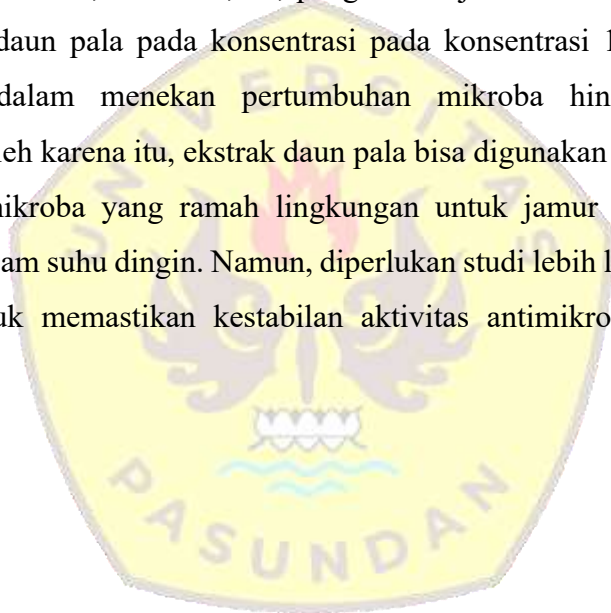 daun pala pada konsentrasi pada konsentrasi 1
dalam menekan pertumbuhan mikroba hin
eh karena itu, ekstrak daun pala bisa digunakan
mikroba yang ramah lingkungan untuk jamur
am suhu dingin. Namun, diperlukan studi lebih l
uk memastikan kestabilan aktivitas antimikro
UNIVERSITAS
PASUNDAN